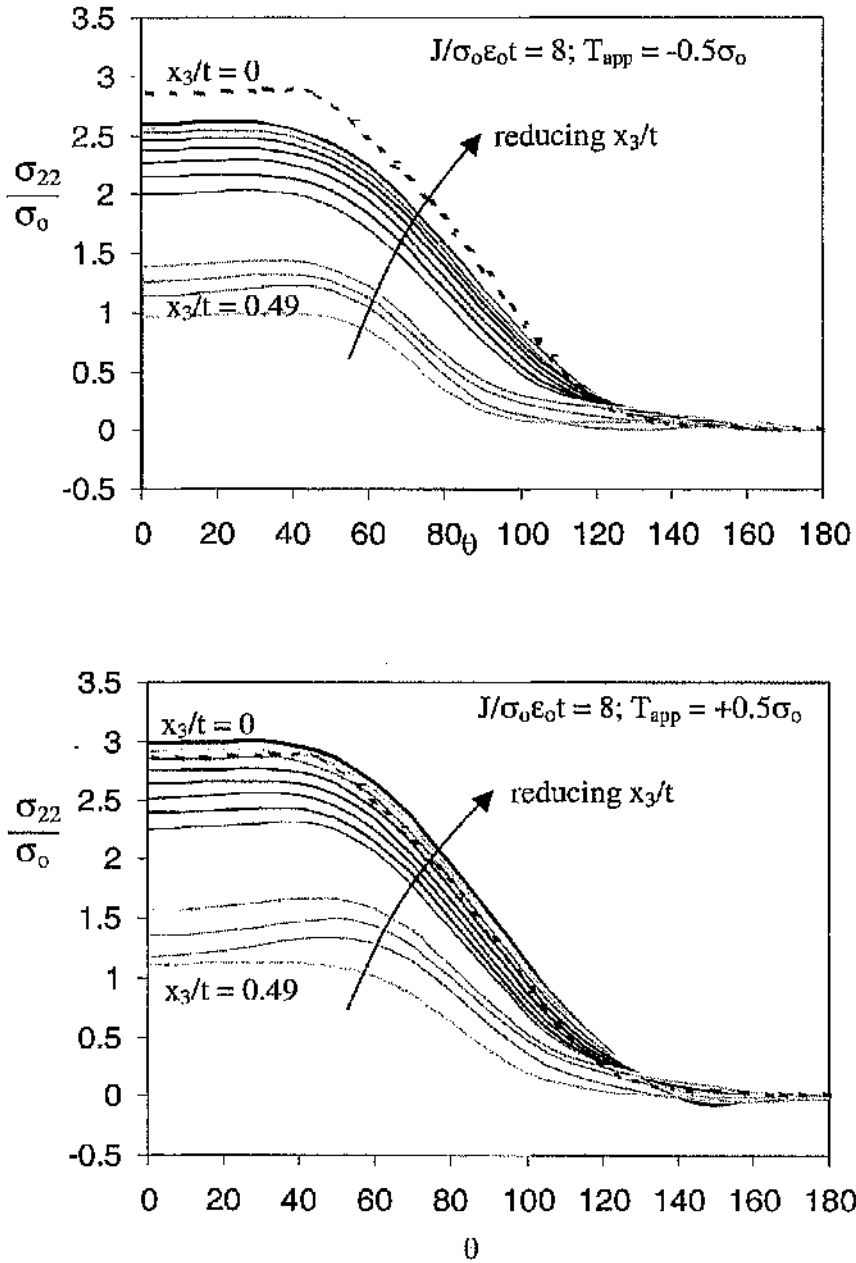 3.5
J/σₒεₒt = 8; T_app = -0.5σₒ
x₃/t = 0
3
2.5
reducing x₃/t
σ₂₂
σₒ
2
1.5
1
x₃/t = 0.49
0.5
0
-0.5
0 20 40 60 80 θ 100 120 140 160 180
3.5
J/σₒεₒt = 8; T_app = +0.5σₒ
x₃/t = 0
3
2.5
reducing x₃/t
σ₂₂
σₒ
2
1.5
1
x₃/t = 0.49
0.5
0
-0.5
0 20 40 60 80 100 120 140 160 180
θ